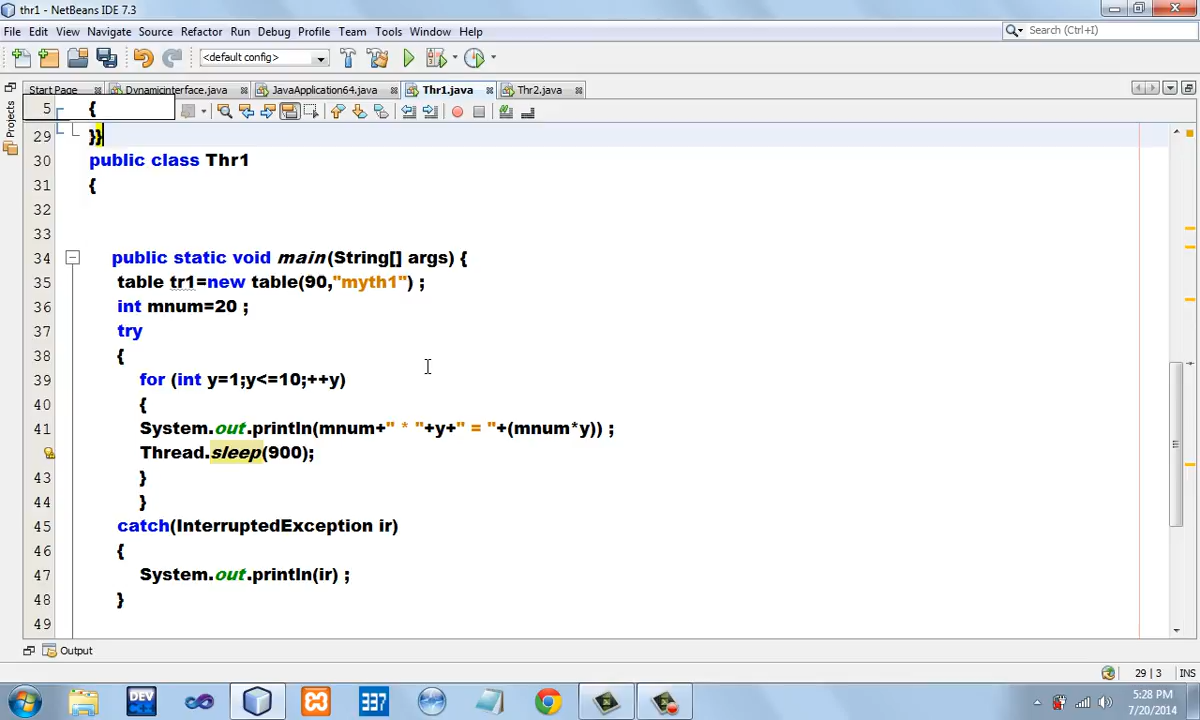 thr1 - NetBeans IDE 7.3
File Edit View Navigate Source Refactor Run Debug Profile Team Tools Window Help
Search (Ctrl+I)
<default config>
Start Page Dynamicinterface.java JavaApplication64.java Thr1.java Thr2.java
Projects
5 {
29 }}
30 public class Thr1
31 {
32
33
34 public static void main(String[] args) {
35 table tr1=new table(90,"myth1") ;
36 int mnum=20 ;
37 try
38 {
39 for (int y=1;y<=10;++y)
40 {
41 System.out.println(mnum+" * "+y+" = "+(mnum*y)) ;
Thread.sleep(900);
43 }
44 }
45 catch(InterruptedException ir)
46 {
47 System.out.println(ir) ;
48 }
49
Output
29 | 3 INS
DEV
337
5:28 PM
7/20/2014